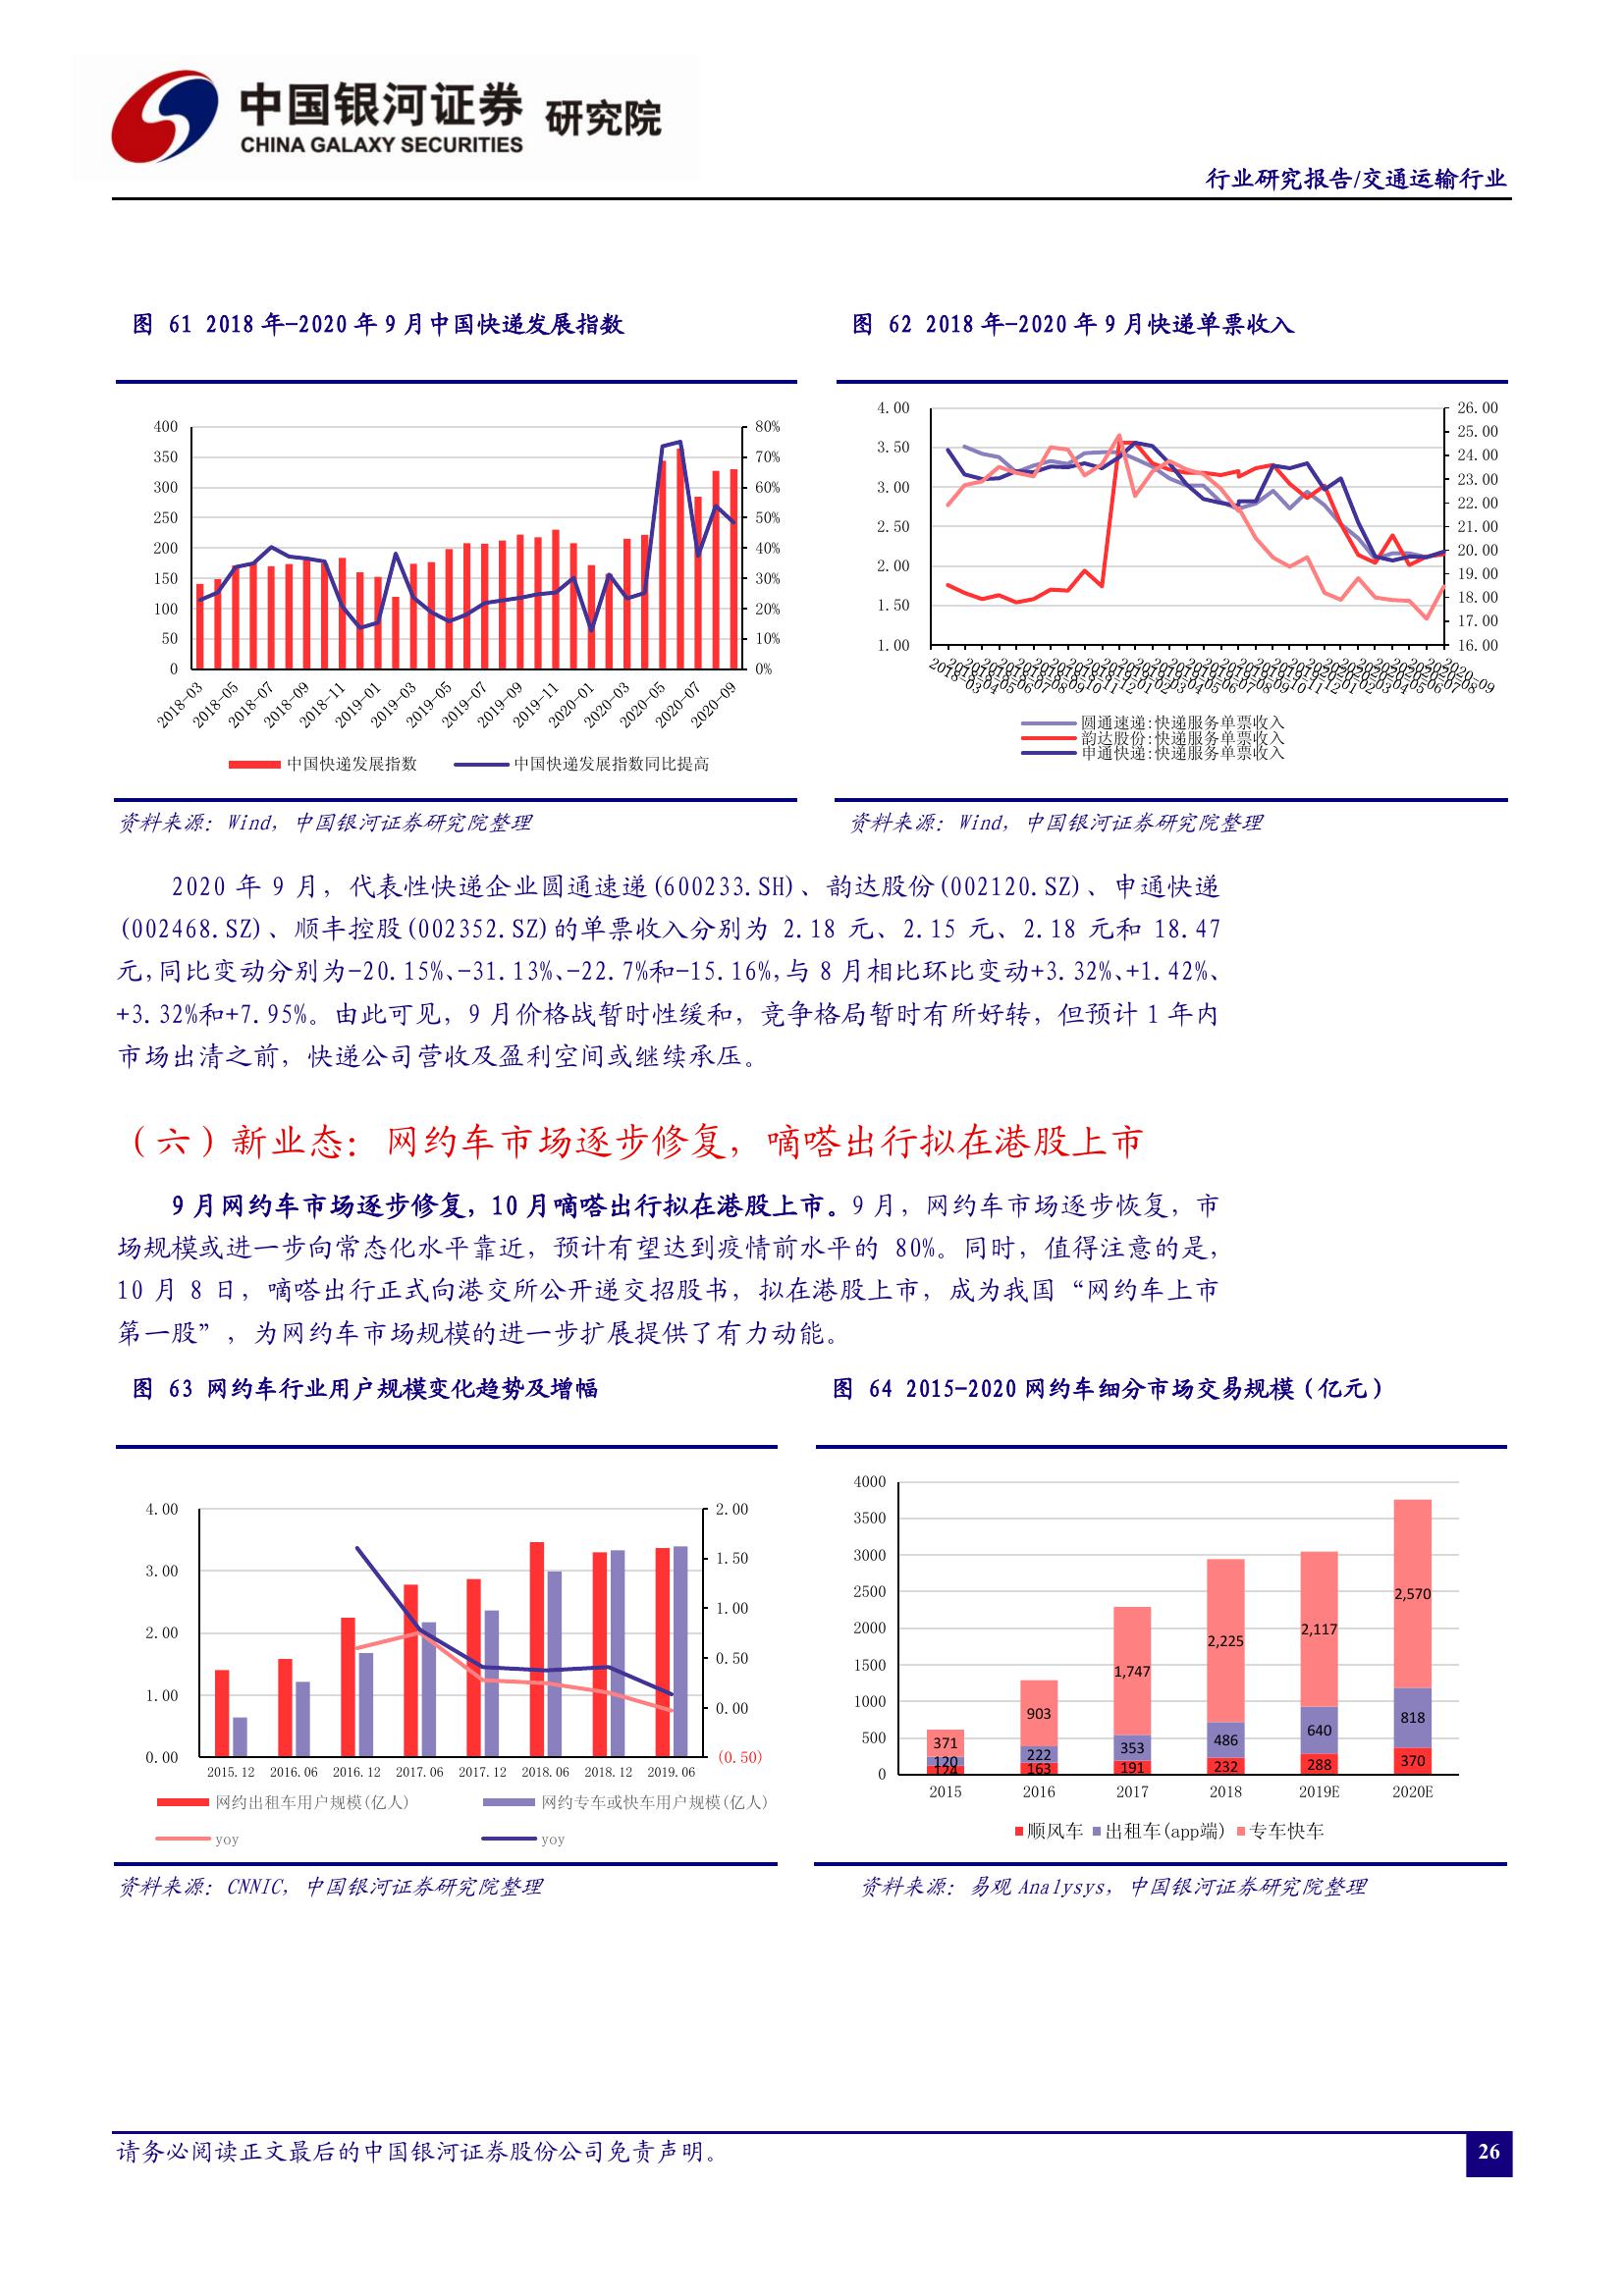 中国银河证券 研究院
CHINA GALAXY SECURITIES
行业研究报告/交通运输行业
图 61 2018 年-2020 年 9 月中国快递发展指数
图 62 2018 年-2020 年 9 月快递单票收入
400
350
300
250
200
150
100
50
0
80%
70%
60%
50%
40%
30%
20%
10%
0%
2018-03 2018-05 2018-07 2018-09 2018-11 2019-01 2019-03 2019-05 2019-07 2019-09 2019-11 2020-01 2020-03 2020-05 2020-07 2020-09
中国快递发展指数 中国快递发展指数同比提高
4.00
3.50
3.00
2.50
2.00
1.50
1.00
26.00
25.00
24.00
23.00
22.00
21.00
20.00
19.00
18.00
17.00
16.00
圆通速递:快递服务单票收入
韵达股份:快递服务单票收入
申通快递:快递服务单票收入
资料来源：Wind，中国银河证券研究院整理
资料来源：Wind，中国银河证券研究院整理
2020 年 9 月，代表性快递企业圆通速递(600233.SH)、韵达股份(002120.SZ)、申通快递
(002468.SZ)、顺丰控股(002352.SZ)的单票收入分别为 2.18 元、2.15 元、2.18 元和 18.47
元,同比变动分别为-20.15%、-31.13%、-22.7%和-15.16%,与 8 月相比环比变动+3.32%、+1.42%、
+3.32%和+7.95%。由此可见，9 月价格战暂时性缓和，竞争格局暂时有所好转，但预计 1 年内
市场出清之前，快递公司营收及盈利空间或继续承压。
（六）新业态：网约车市场逐步修复，嘀嗒出行拟在港股上市
9 月网约车市场逐步修复，10 月嘀嗒出行拟在港股上市。9 月，网约车市场逐步恢复，市
场规模或进一步向常态化水平靠近，预计有望达到疫情前水平的 80%。同时，值得注意的是，
10 月 8 日，嘀嗒出行正式向港交所公开递交招股书，拟在港股上市，成为我国“网约车上市
第一股”，为网约车市场规模的进一步扩展提供了有力动能。
图 63 网约车行业用户规模变化趋势及增幅
图 64 2015-2020 网约车细分市场交易规模（亿元）
4.00
3.00
2.00
1.00
0.00
2.00
1.50
1.00
0.50
0.00
(0.50)
2015.12 2016.06 2016.12 2017.06 2017.12 2018.06 2018.12 2019.06
网约出租车用户规模(亿人) 网约专车或快车用户规模(亿人)
yoy yoy
4000
3500
3000
2500
2000
1500
1000
500
0
371 903 1,747 2,225 2,117 2,570
120 222 353 486 640 818
124 163 191 232 288 370
2015 2016 2017 2018 2019E 2020E
顺风车 出租车(app端) 专车快车
资料来源：CNNIC，中国银河证券研究院整理
资料来源：易观 Analysys，中国银河证券研究院整理
请务必阅读正文最后的中国银河证券股份公司免责声明。
26